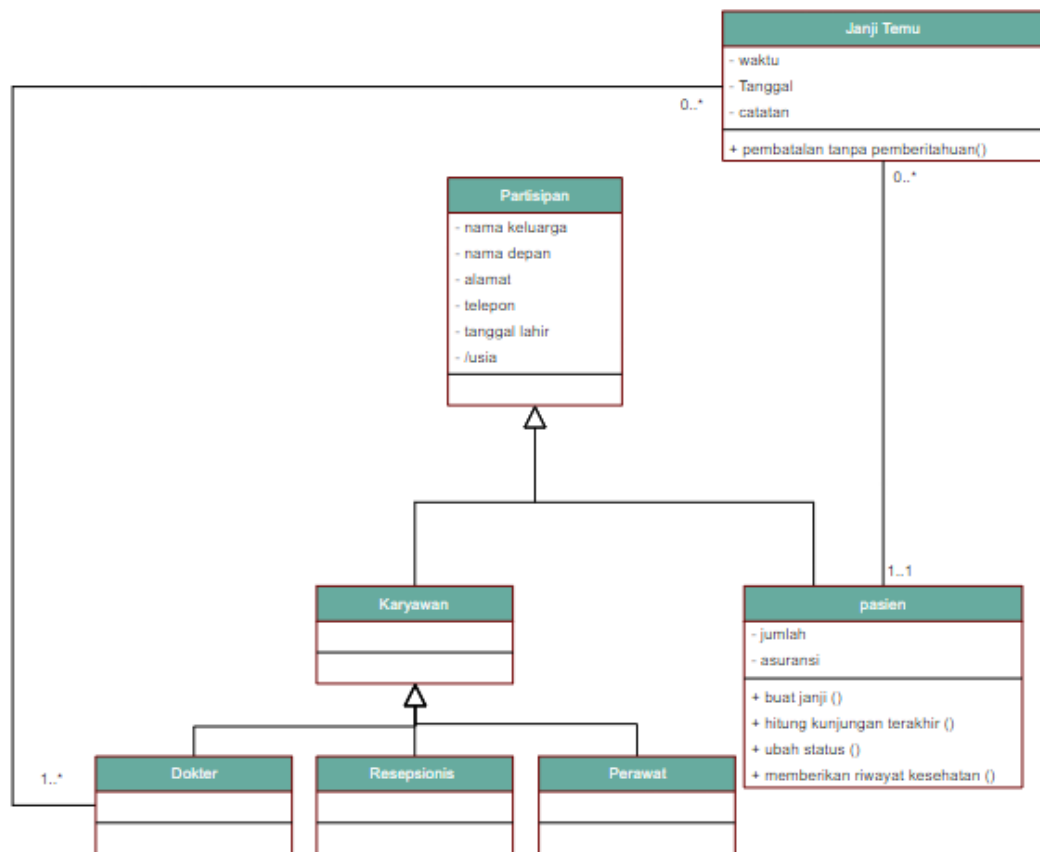 Janji Temu
- waktu
- Tanggal
- catatan
+ pembatalan tanpa pemberitahuan()
0..*
0..*
Partisipan
- nama keluarga
- nama depan
- alamat
- telepon
- tanggal lahir
- /usia
1..1
Karyawan
pasien
- jumlah
- asuransi
+ buat janji ()
+ hitung kunjungan terakhir ()
+ ubah status ()
+ memberikan riwayat kesehatan ()
1..*
Dokter
Resepsionis
Perawat